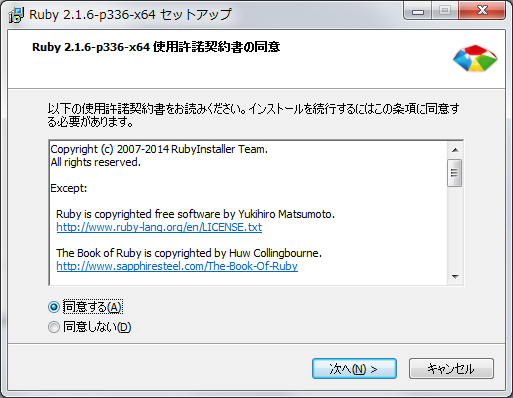 Ruby 2.1.6-p336-x64 セットアップ
Ruby 2.1.6-p336-x64 使用許諾契約書の同意
以下の使用許諾契約書をお読みください。インストールを続行するにはこの条項に同意す
る必要があります。
Copyright (c) 2007-2014 RubyInstaller Team.
All rights reserved.
Except:
Ruby is copyrighted free software by Yukihiro Matsumoto.
http://www.ruby-lang.org/en/LICENSE.txt
The Book of Ruby is copyrighted by Huw Collingbourne.
http://www.sapphiresteel.com/The-Book-Of-Ruby
同意する(A)
同意しない(D)
次へ(N) >
キャンセル